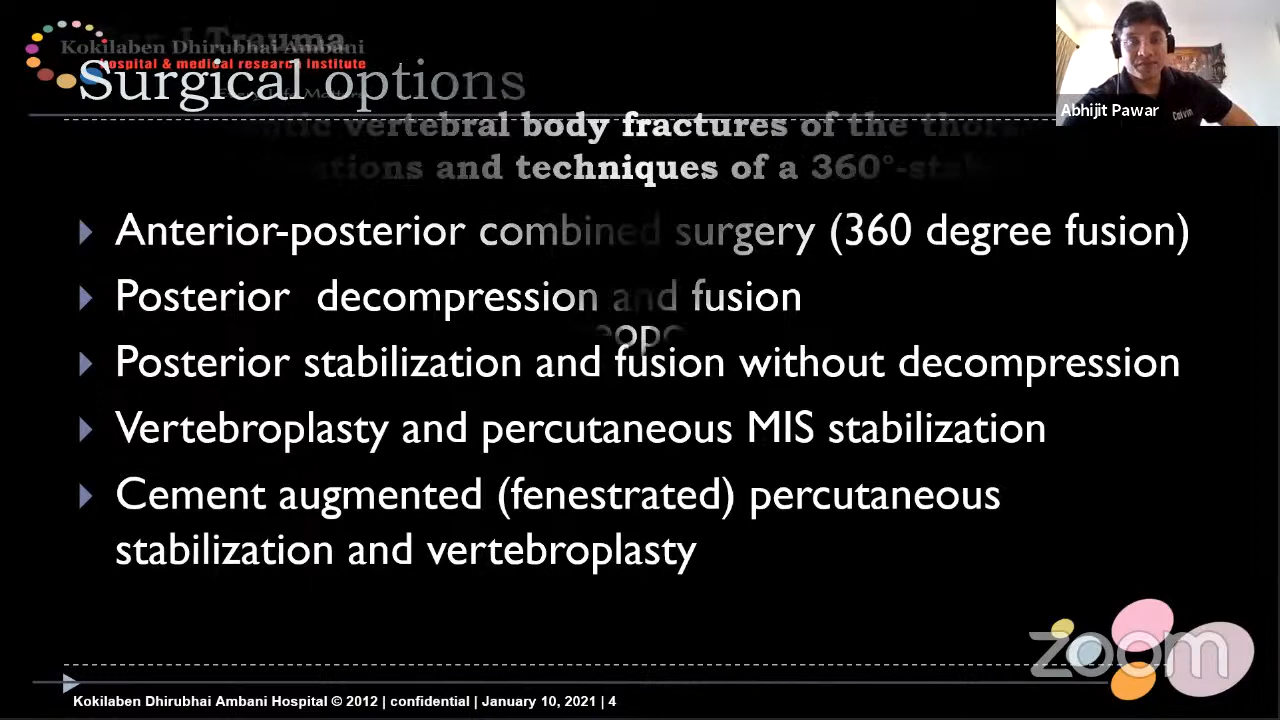 J Trauma
Kokilaben Dhirubhai Ambani
hospital & medical research Institute
Surgical options
vertebral body fractures of the
and techniques of a 360°
Abhijit Pawar
Anterior-posterior combined surgery (360 degree fusion)
Posterior decompression and fusion
Posterior stabilization and fusion without decompression
Vertebroplasty and percutaneous MIS stabilization
Cement augmented (fenestrated) percutaneous
stabilization and vertebroplasty
zoom
Kokilaben Dhirubhai Ambani Hospital © 2012 | confidential | January 10, 2021 | 4